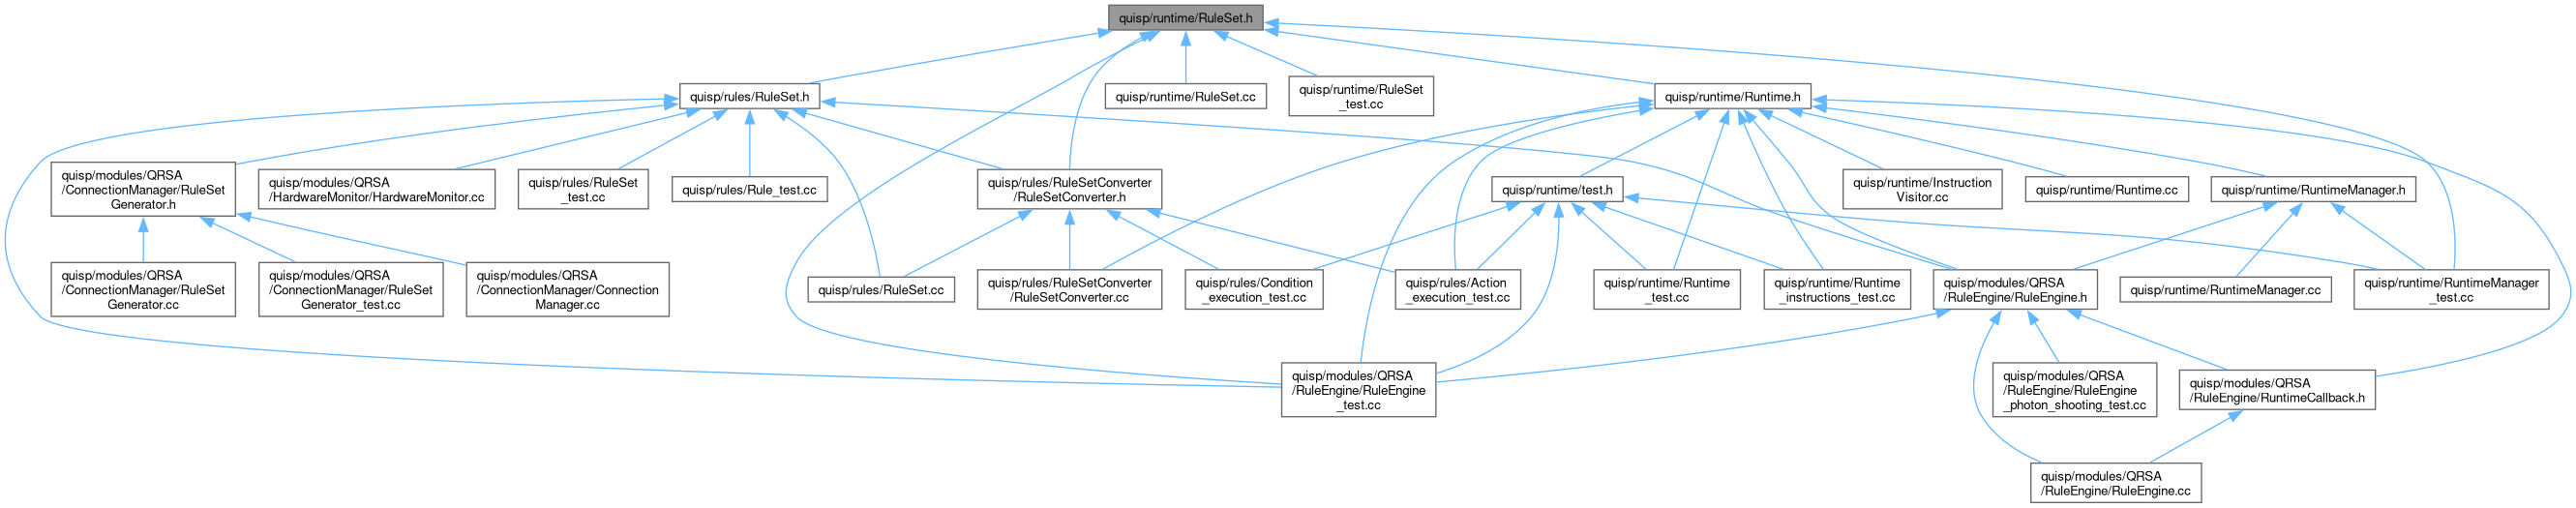 quisp/runtime/RuleSet.h
quisp/rules/RuleSet.h
quisp/runtime/RuleSet.cc
quisp/runtime/RuleSet
_test.cc
quisp/runtime/Runtime.h
quisp/modules/QRSA
/ConnectionManager/RuleSet
Generator.h
quisp/modules/QRSA
/HardwareMonitor/HardwareMonitor.cc
quisp/rules/RuleSet
_test.cc
quisp/rules/Rule_test.cc
quisp/rules/RuleSetConverter
/RuleSetConverter.h
quisp/runtime/test.h
quisp/runtime/Instruction
Visitor.cc
quisp/runtime/Runtime.cc
quisp/runtime/RuntimeManager.h
quisp/modules/QRSA
/ConnectionManager/RuleSet
Generator.cc
quisp/modules/QRSA
/ConnectionManager/RuleSet
Generator_test.cc
quisp/modules/QRSA
/ConnectionManager/Connection
Manager.cc
quisp/rules/RuleSet.cc
quisp/rules/RuleSetConverter
/RuleSetConverter.cc
quisp/rules/Condition
_execution_test.cc
quisp/rules/Action
_execution_test.cc
quisp/runtime/Runtime
_test.cc
quisp/runtime/Runtime
_instructions_test.cc
quisp/modules/QRSA
/RuleEngine/RuleEngine.h
quisp/runtime/RuntimeManager.cc
quisp/runtime/RuntimeManager
_test.cc
quisp/modules/QRSA
/RuleEngine/RuleEngine
_test.cc
quisp/modules/QRSA
/RuleEngine/RuleEngine
_photon_shooting_test.cc
quisp/modules/QRSA
/RuleEngine/RuntimeCallback.h
quisp/modules/QRSA
/RuleEngine/RuleEngine.cc